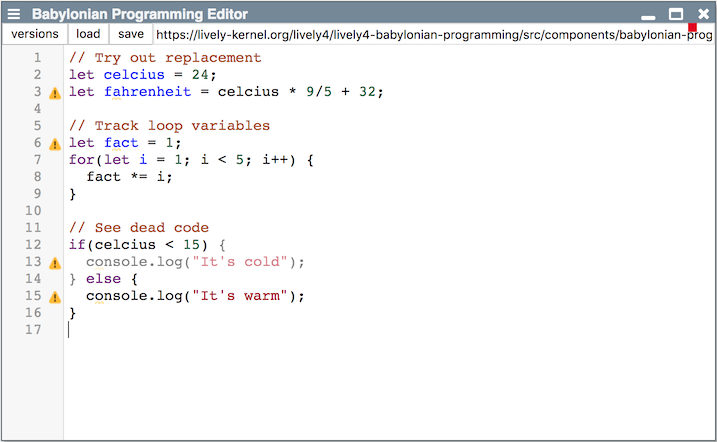 Babylonian Programming Editor
versions load save https://lively-kernel.org/lively4/lively4-babylonian-programming/src/components/babylonian-prog
1 // Try out replacement
2 let celcius = 24;
3 let fahrenheit = celcius * 9/5 + 32;
4
5 // Track loop variables
6 let fact = 1;
7 for(let i = 1; i < 5; i++) {
8 fact *= i;
9 }
10
11 // See dead code
12 if(celcius < 15) {
13 console.log("It's cold");
14 } else {
15 console.log("It's warm");
16 }
17